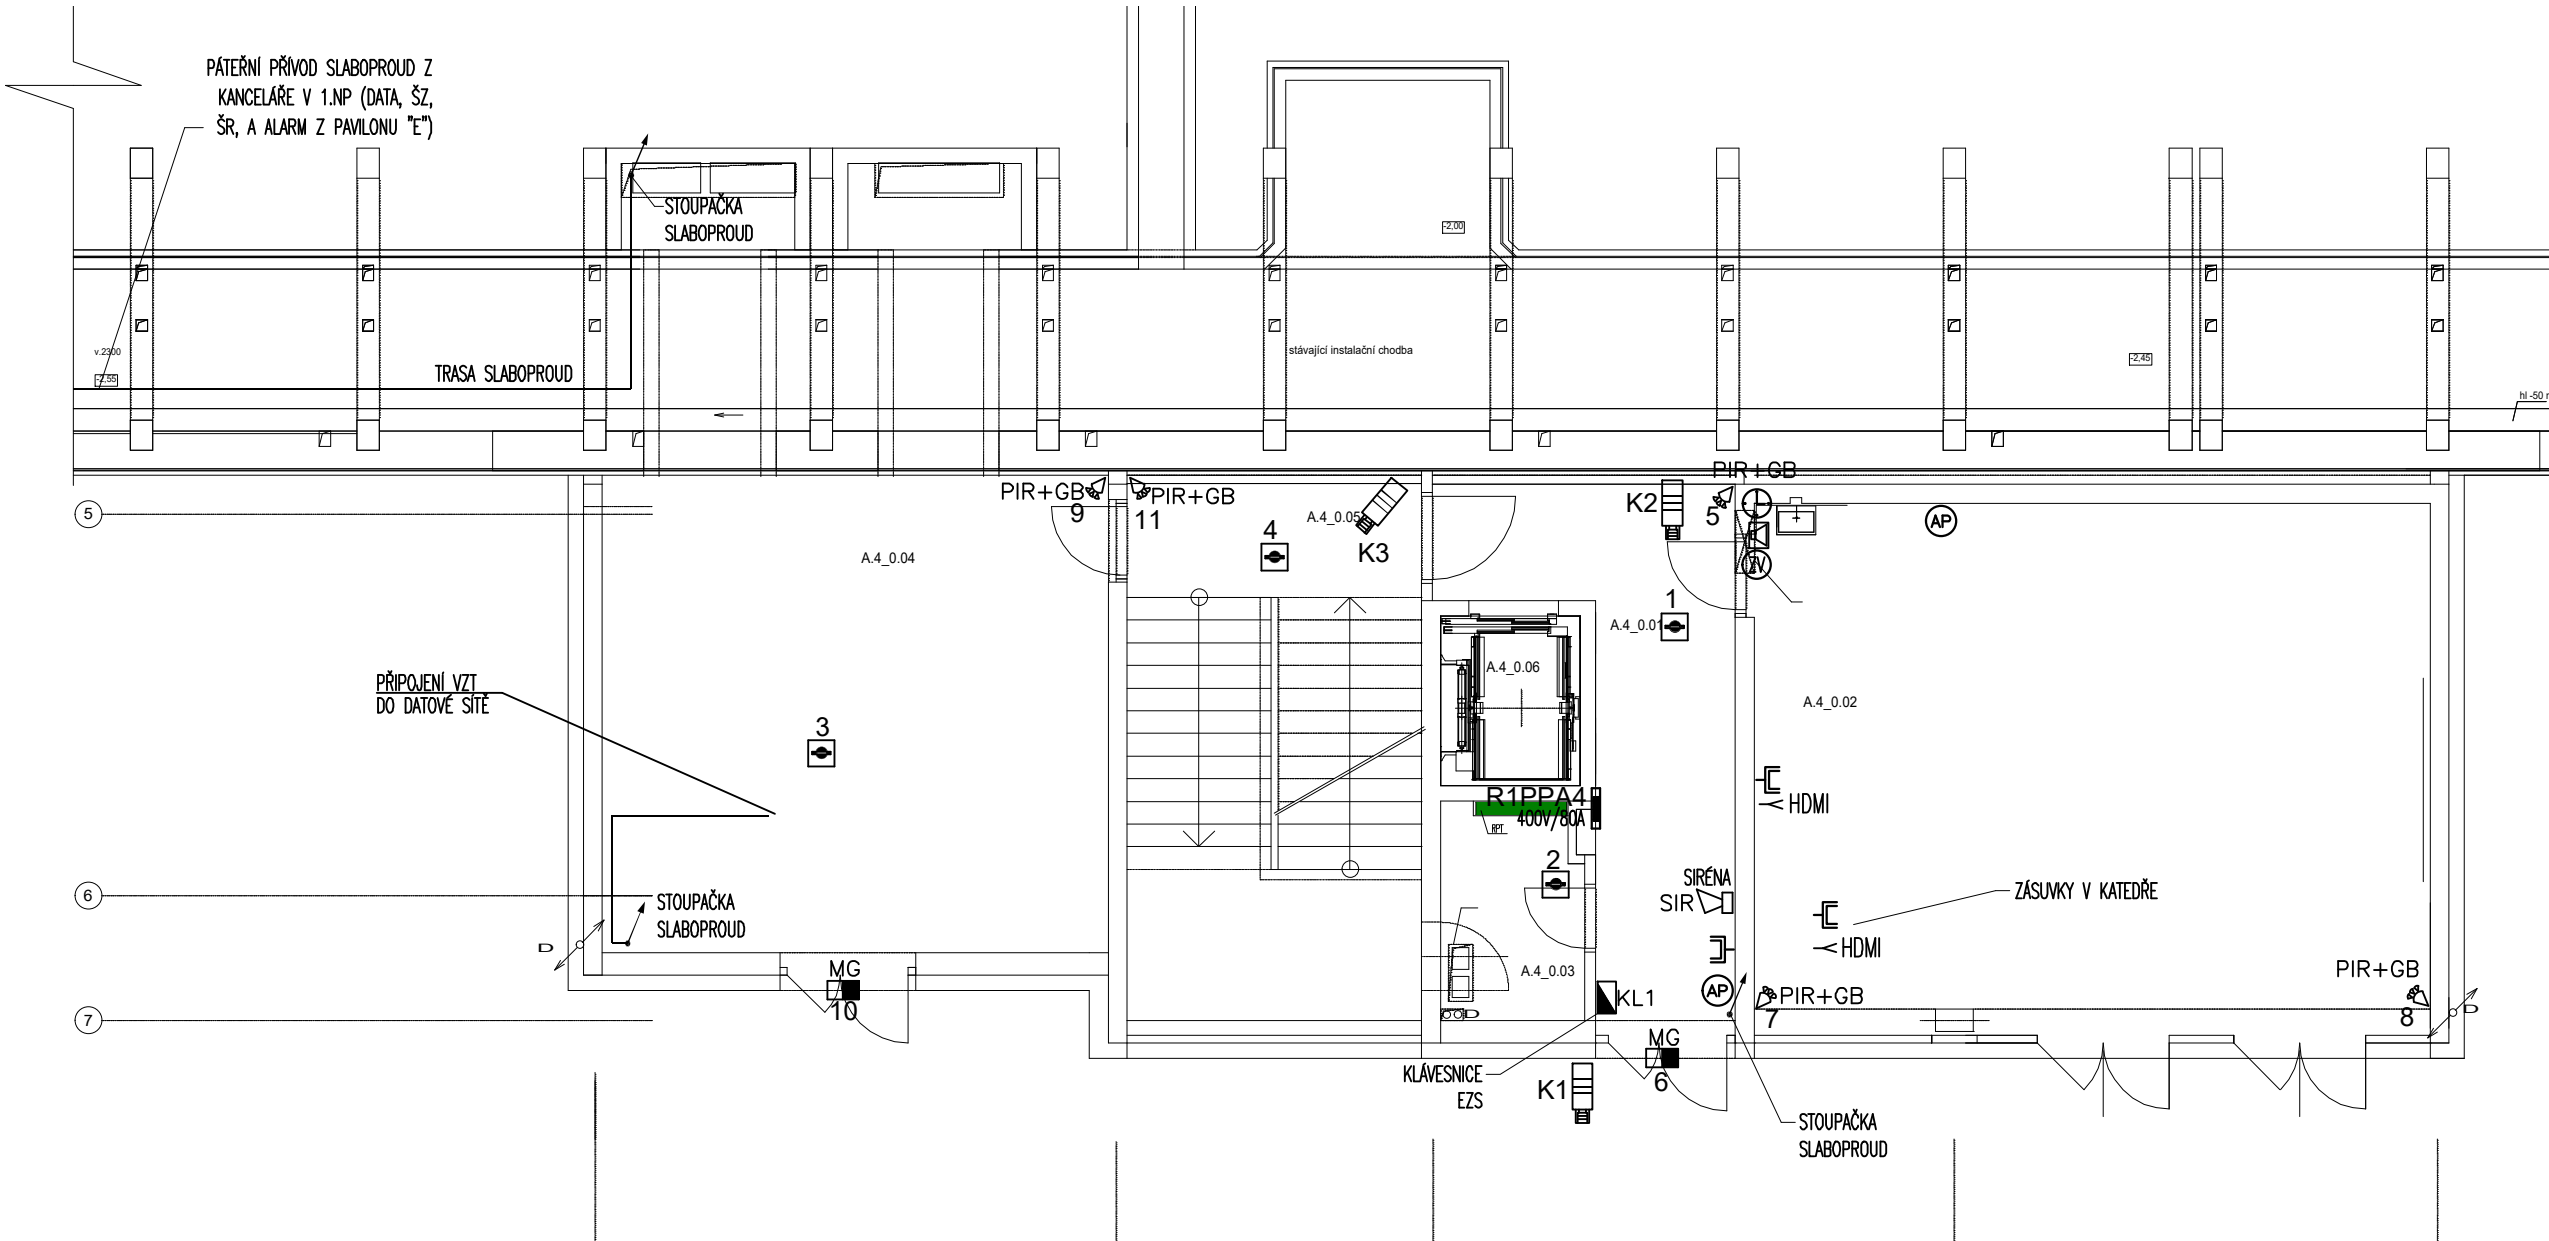 PÁTEŘNÍ PŘÍVOD SLABOPROUD Z
KANCELÁŘE V 1.NP (DATA, ŠZ,
ŠR, A ALARM Z PAVILONU "E")
STOUPAČKA
SLABOPROUD
-2,00
v.2300
-2,55
TRASA SLABOPROUD
stávající instalační chodba
-2,45
hl -50
5
PIR+GB
9
PIR+GB
11
A.4_0.04
4
A.4_0.05
K3
K2
PIR+GB
5
AP
1
A.4_0.01
A.4_0.06
A.4_0.02
PŘIPOJENÍ VZT
DO DATOVÉ SÍTĚ
3
R1PPA4
400V/80A
RPT
HDMI
2
6
STOUPAČKA
SLABOPROUD
D
SIRÉNA
SIR
ZÁSUVKY V KATEDŘE
HDMI
MG
10
A.4_0.03
D
KL1
AP
PIR+GB
7
PIR+GB
8
D
7
KLÁVESNICE
EZS
K1
MG
6
STOUPAČKA
SLABOPROUD